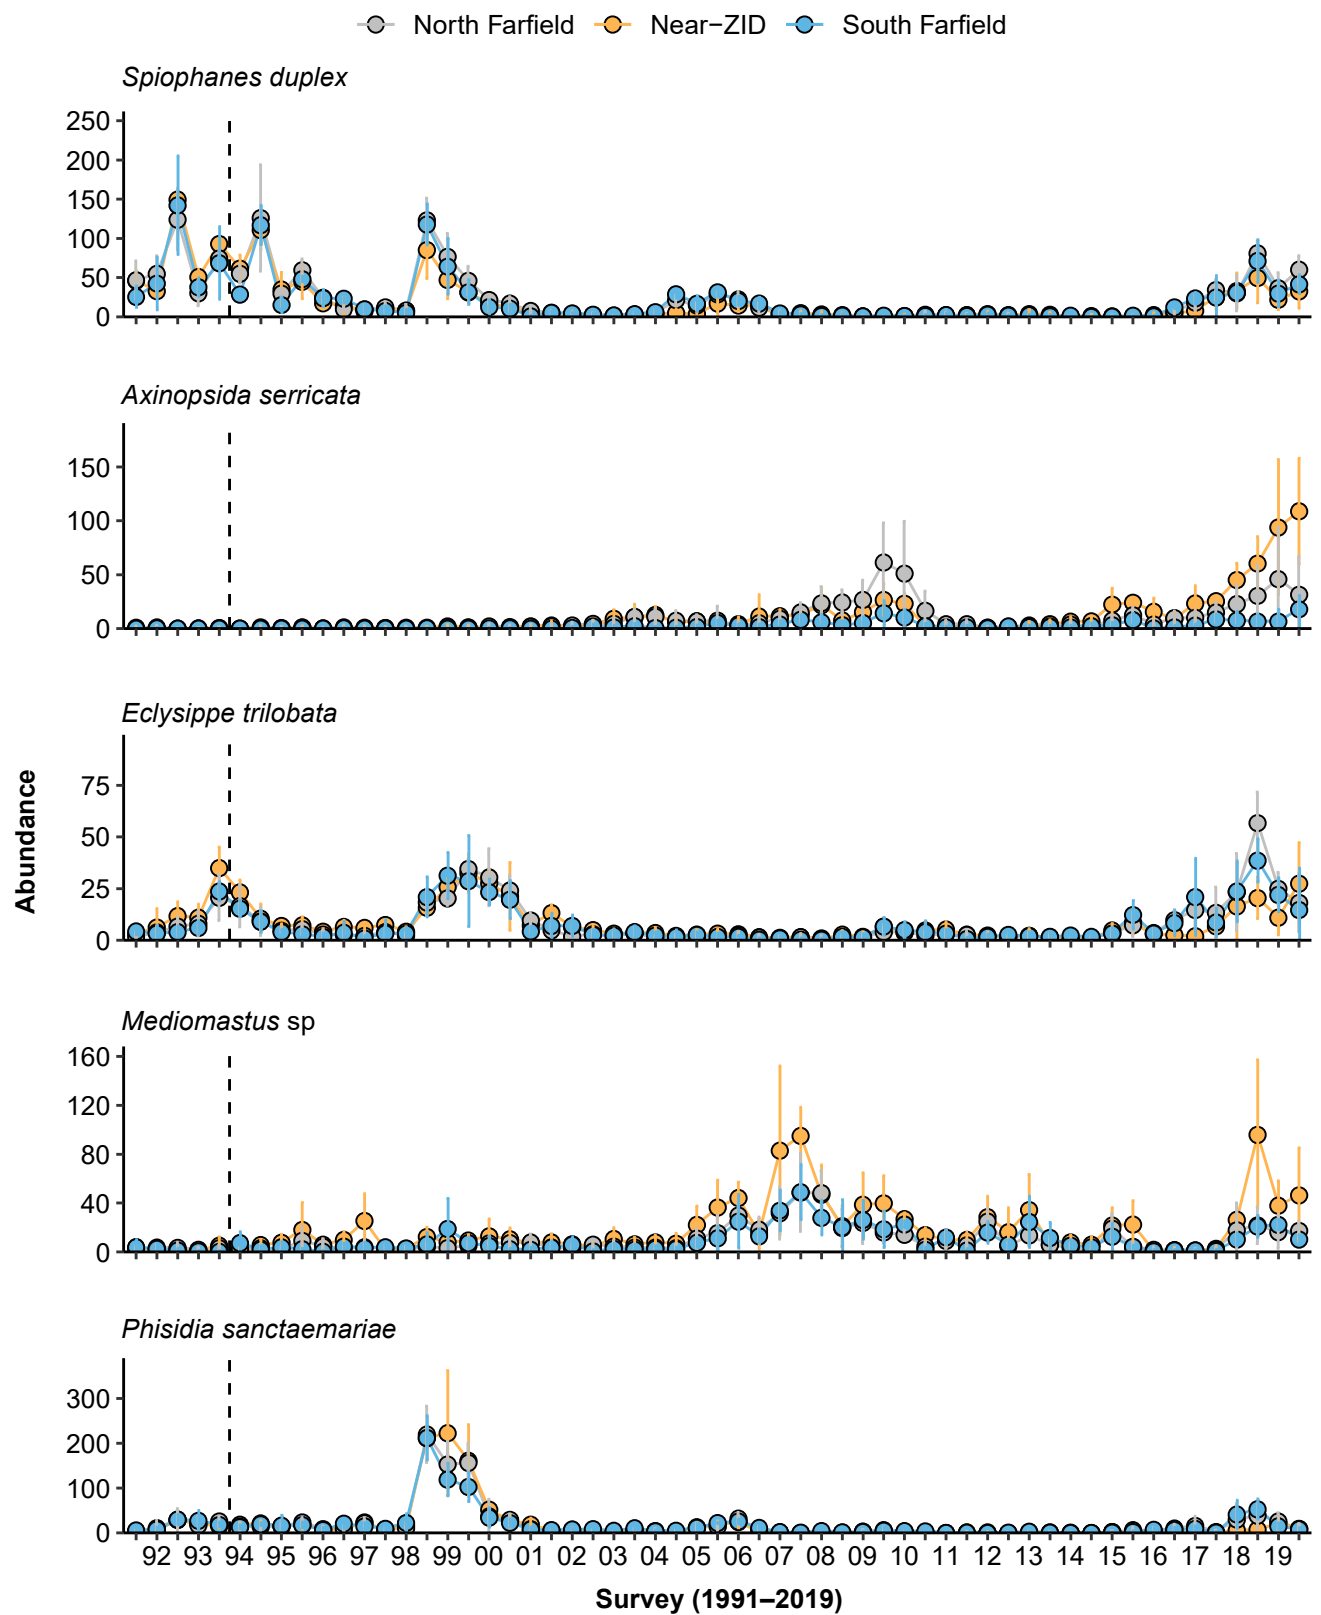 North Farfield Near−ZID South Farfield
Spiophanes duplex
250
200
150
100
50
0
Axinopsida serricata
150
100
50
0
Eclysippe trilobata
75
50
25
0
Abundance
Mediomastus sp
160
120
80
40
0
Phisidia sanctaemariae
300
200
100
0
92 93 94 95 96 97 98 99 00 01 02 03 04 05 06 07 08 09 10 11 12 13 14 15 16 17 18 19
Survey (1991–2019)